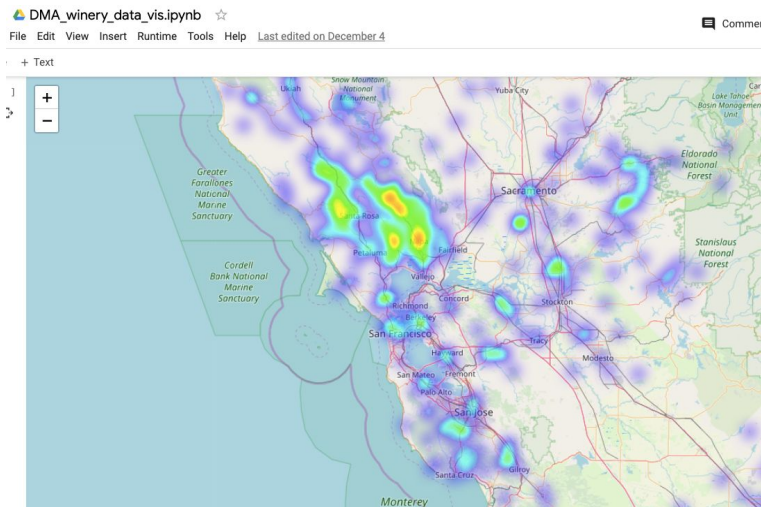 DMA_winery_data_vis.ipynb
File Edit View Insert Runtime Tools Help Last edited on December 4
Comme
+ Text
+
−
Ukiah
Snow Mountain
National
Monument
Yuba City
Lake Tahoe
Basin Management
Unit
Car
Greater
Farallones
National
Marine
Sanctuary
Eldorado
National
Forest
Sacramento
Santa Rosa
Petaluma
Fairfield
Stanislaus
National
Forest
Cordell
Bank National
Marine
Sanctuary
Vallejo
Richmond
Concord
Stockton
Berkeley
San Francisco
Hayward
Tracy
Modesto
San Mateo
Fremont
Palo Alto
San Jose
Santa Cruz
Gilroy
Monterey